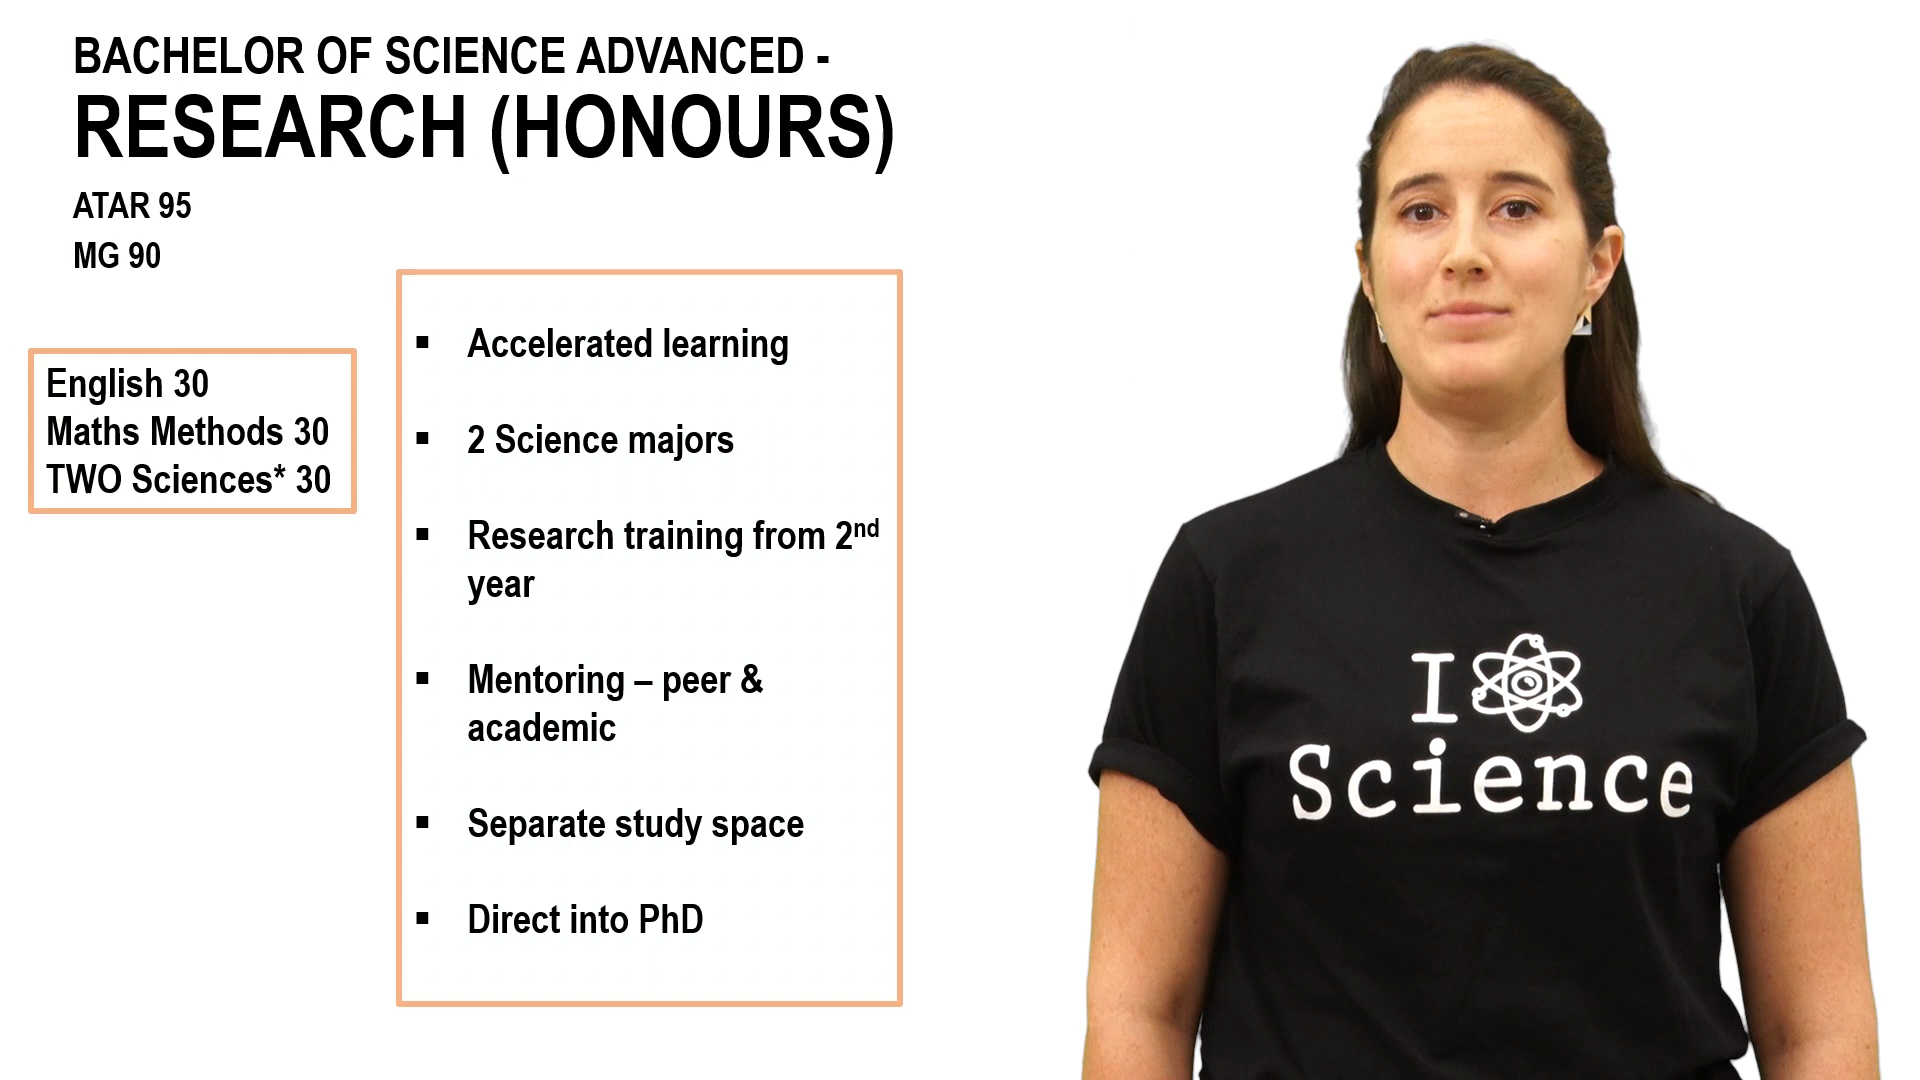 BACHELOR OF SCIENCE ADVANCED -
RESEARCH (HONOURS)
ATAR 95
MG 90
English 30
Maths Methods 30
TWO Sciences* 30
▪ Accelerated learning
▪ 2 Science majors
▪ Research training from 2nd
year
▪ Mentoring – peer &
academic
▪ Separate study space
▪ Direct into PhD
I
Science